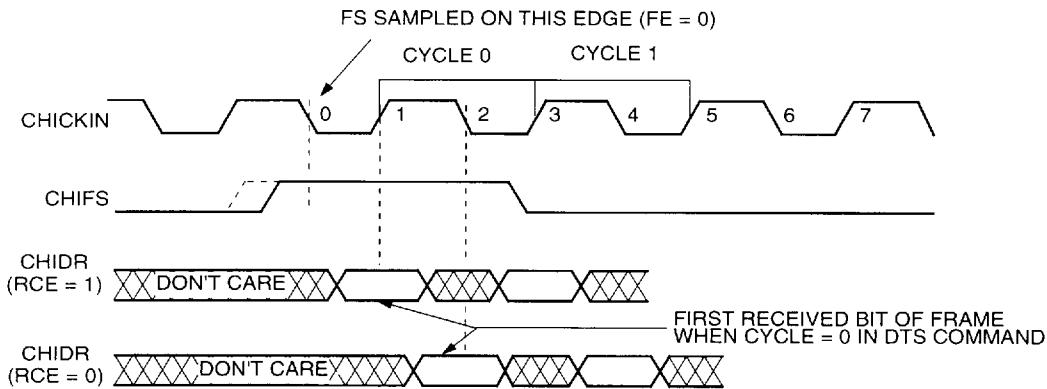 FS SAMPLED ON THIS EDGE (FE = 0)
CYCLE 0 CYCLE 1
CHICKIN 0 1 2 3 4 5 6 7
CHIFS
CHIDR
(RCE = 1) DON'T CARE
FIRST RECEIVED BIT OF FRAME
WHEN CYCLE = 0 IN DTS COMMAND
CHIDR
(RCE = 0) DON'T CARE